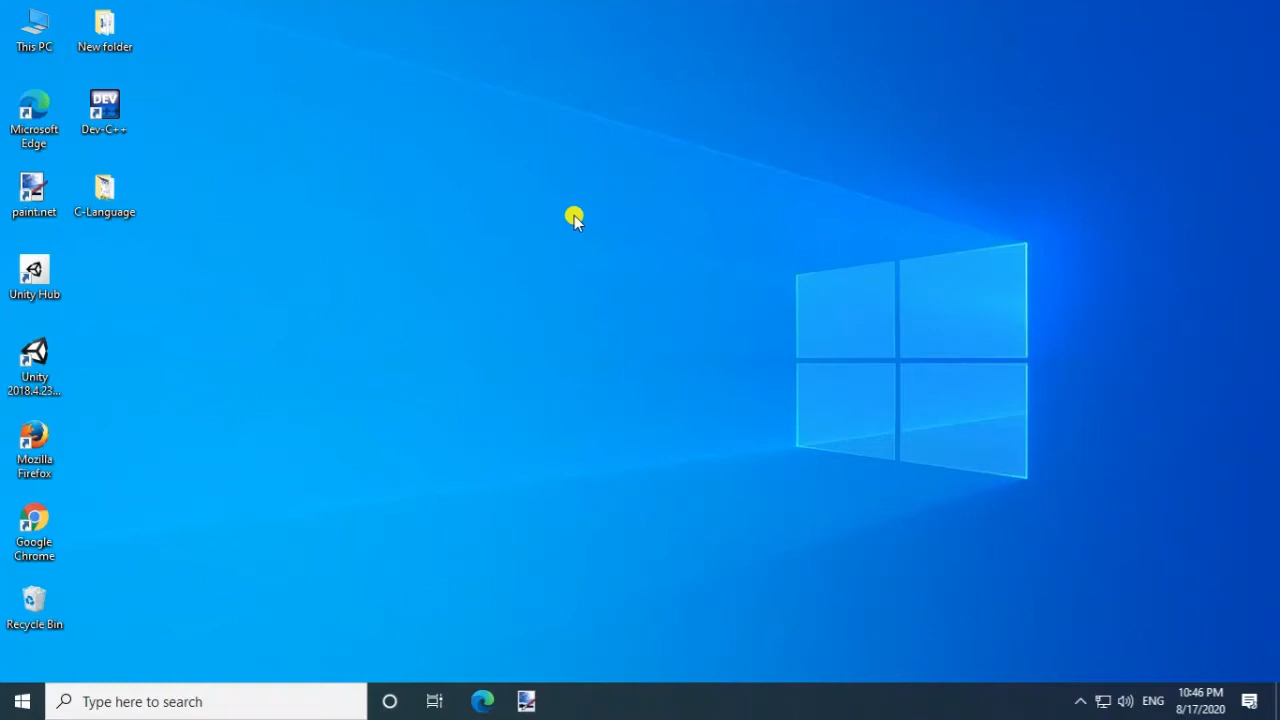 This PC
New folder
Microsoft
Edge
DEV
Dev-C++
paint.net
C-Language
Unity Hub
Unity
2018.4.23...
Mozilla
Firefox
Google
Chrome
Recycle Bin
Type here to search
ENG
10:46 PM
8/17/2020